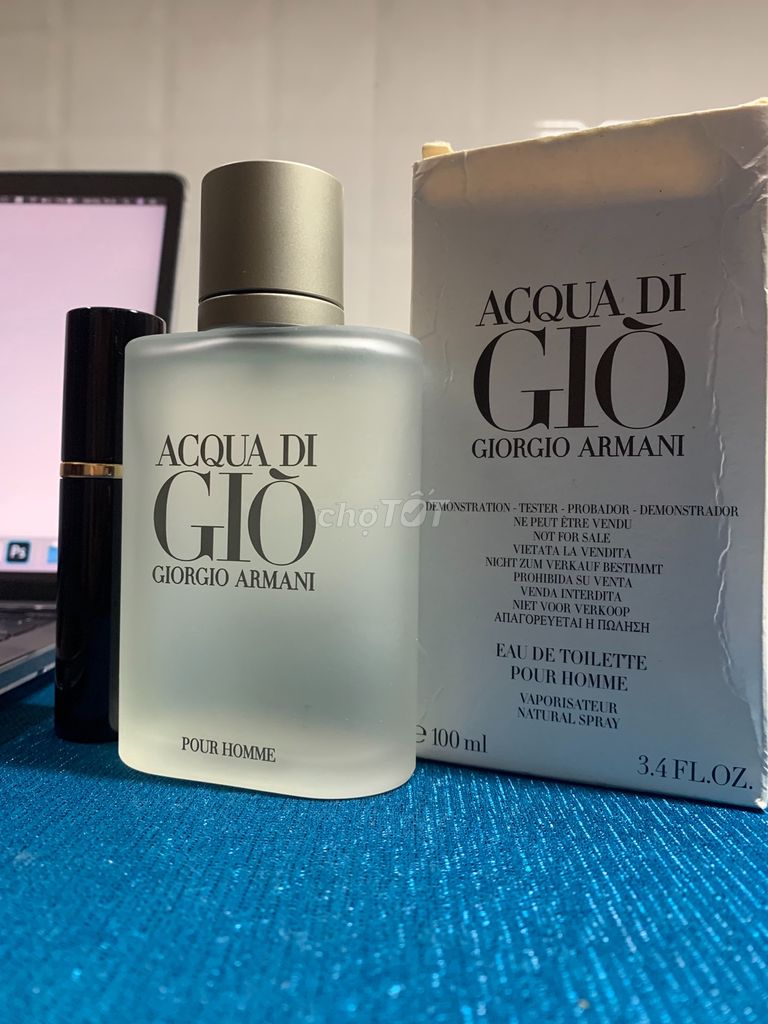 ACQUA DI
GIÒ
GIORGIO ARMANI
POUR HOMME
ACQUA DI
GIÒ
GIORGIO ARMANI
DEMONSTRATION - TESTER - PROBADOR - DEMONSTRADOR
NE PEUT ÊTRE VENDU
NOT FOR SALE
VIETATA LA VENDITA
NICHT ZUM VERKAUF BESTIMMT
PROHIBIDA SU VENTA
VENDA INTERDITA
NIET VOOR VERKOOP
ΑΠΑΓΟΡΕΥΕΤΑΙ Η ΠΩΛΗΣΗ
EAU DE TOILETTE
POUR HOMME
VAPORISATEUR
NATURAL SPRAY
e 100 ml
3.4 FL.OZ.
chợTỐT
Ps